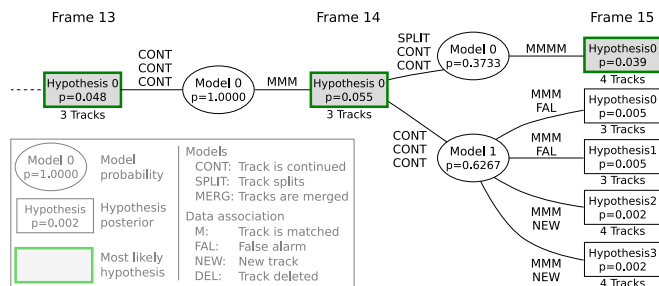 Frame 13
Frame 14
Frame 15
Hypothesis 0
p=0.048
3 Tracks
CONT
CONT
CONT
Model 0
p=1.0000
MMM
Hypothesis 0
p=0.055
3 Tracks
SPLIT
CONT
CONT
Model 0
p=0.3733
MMMM
Hypothesis0
p=0.039
4 Tracks
CONT
CONT
CONT
Model 1
p=0.6267
MMM
FAL
Hypothesis0
p=0.005
3 Tracks
MMM
FAL
Hypothesis1
p=0.005
3 Tracks
MMM
NEW
Hypothesis2
p=0.002
4 Tracks
MMM
NEW
Hypothesis3
p=0.002
4 Tracks
Model 0
p=1.0000
Model
probability
Hypothesis
p=0.002
Hypothesis
posterior
Most likely
hypothesis
Models
CONT: Track is continued
SPLIT: Track splits
MERG: Tracks are merged
Data association
M: Track is matched
FAL: False alarm
NEW: New track
DEL: Track deleted